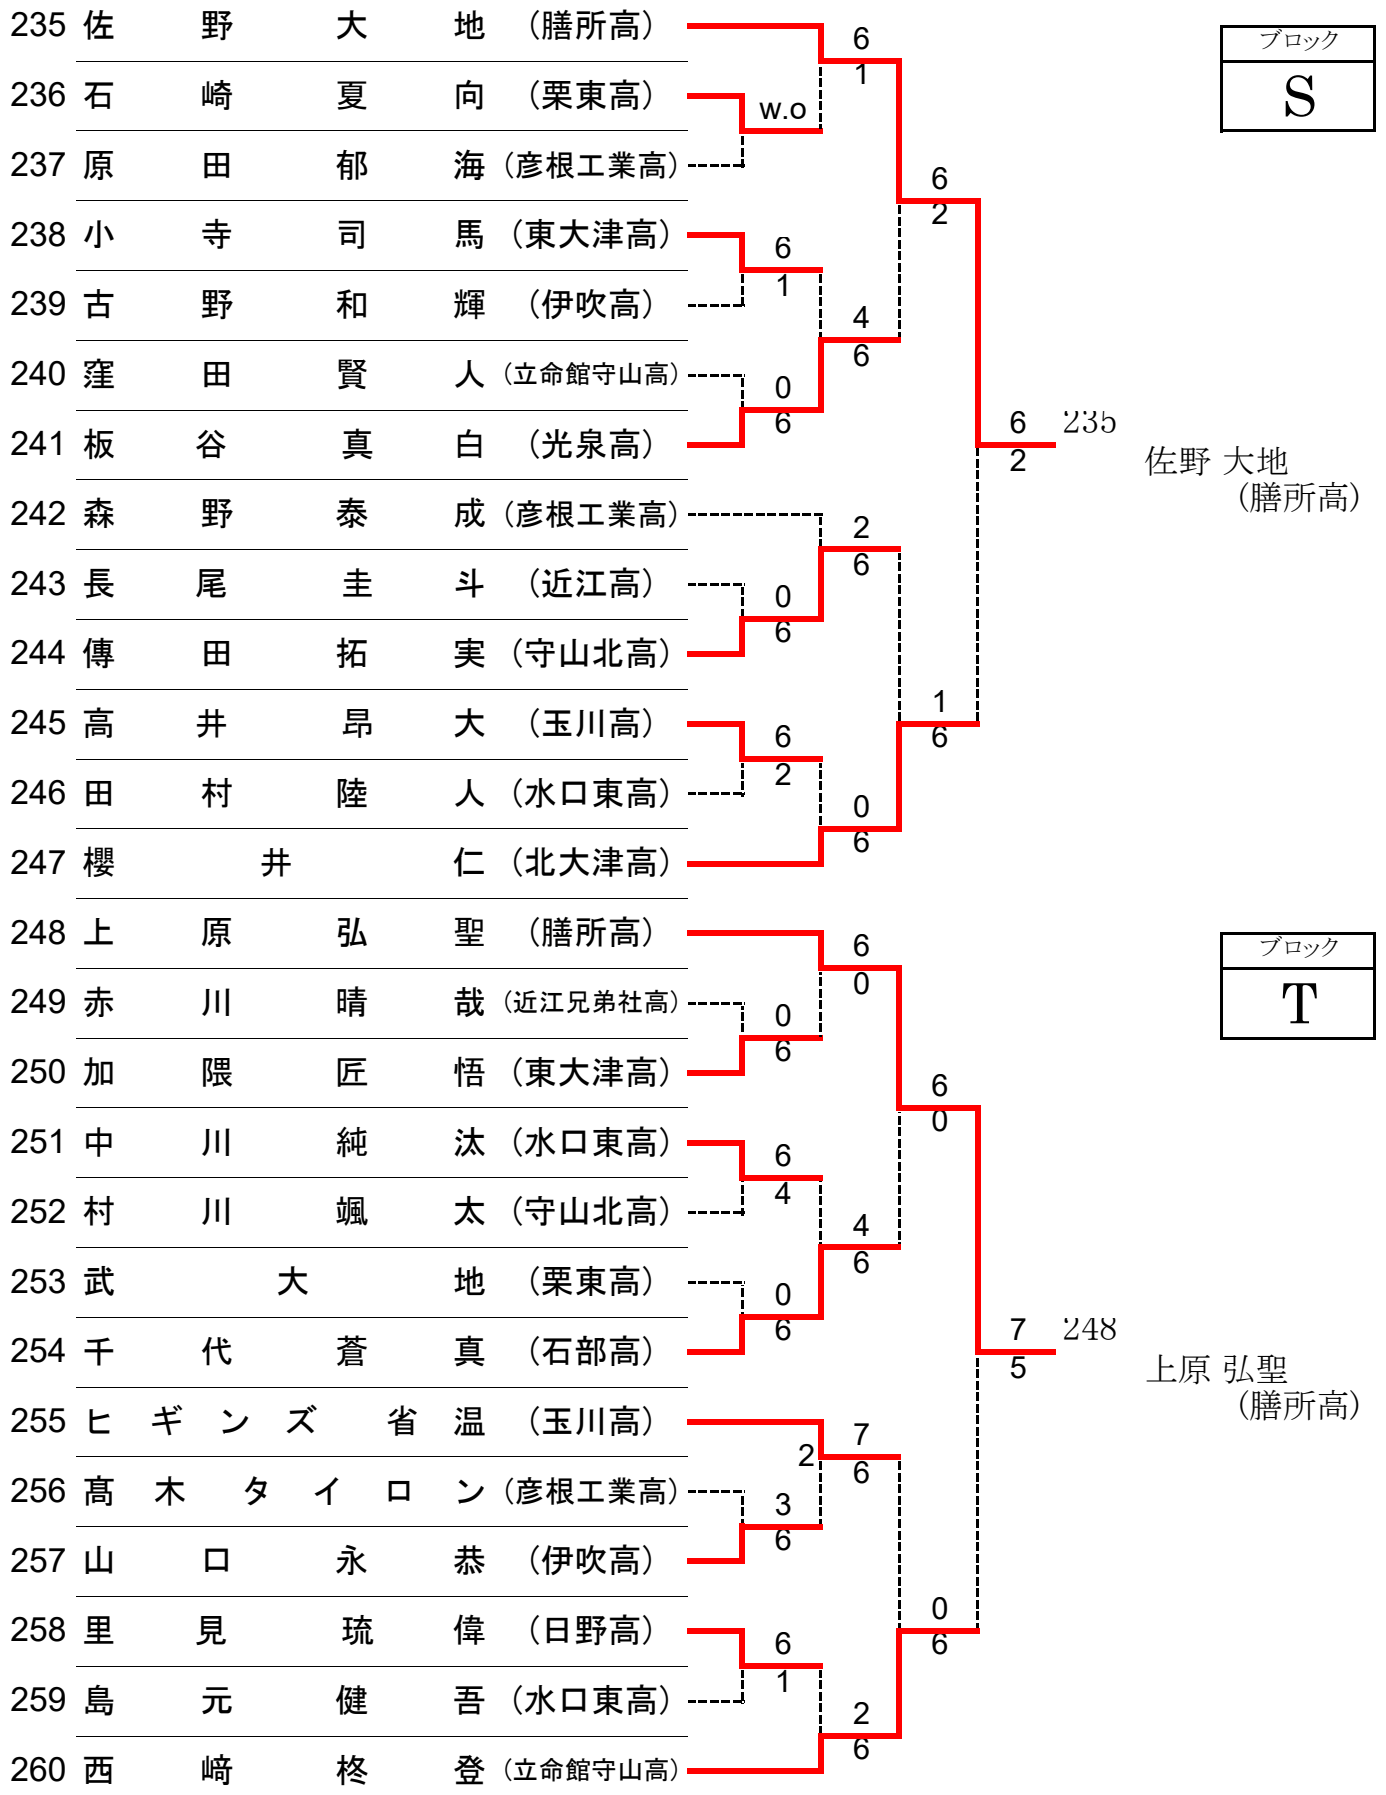 235 佐野大地 (膳所高)
236 石崎夏向 (栗東高)
237 原田郁海 (彦根工業高)
238 小寺司馬 (東大津高)
239 古野和輝 (伊吹高)
240 窪田賢人 (立命館守山高)
241 板谷真白 (光泉高)
242 森野泰成 (彦根工業高)
243 長尾圭斗 (近江高)
244 傳田拓実 (守山北高)
245 高井昂大 (玉川高)
246 田村陸人 (水口東高)
247 櫻井仁 (北大津高)
248 上原弘聖 (膳所高)
249 赤川晴哉 (近江兄弟社高)
250 加隈匠悟 (東大津高)
251 中川純汰 (水口東高)
252 村川颯太 (守山北高)
253 武大地 (栗東高)
254 千代蒼真 (石部高)
255 ヒギンズ省温 (玉川高)
256 髙木タイロン (彦根工業高)
257 山口永恭 (伊吹高)
258 里見琉偉 (日野高)
259 島元健吾 (水口東高)
260 西﨑柊登 (立命館守山高)
w.o
6
1
0
6
0
6
6
2
0
6
6
4
0
6
3
6
6
1
6
1
4
6
2
6
0
6
6
0
4
6
2
7
6
2
6
6
2
1
6
6
0
0
6
6
2
7
5
ブロック
S
235
佐野 大地
(膳所高)
ブロック
T
248
上原 弘聖
(膳所高)